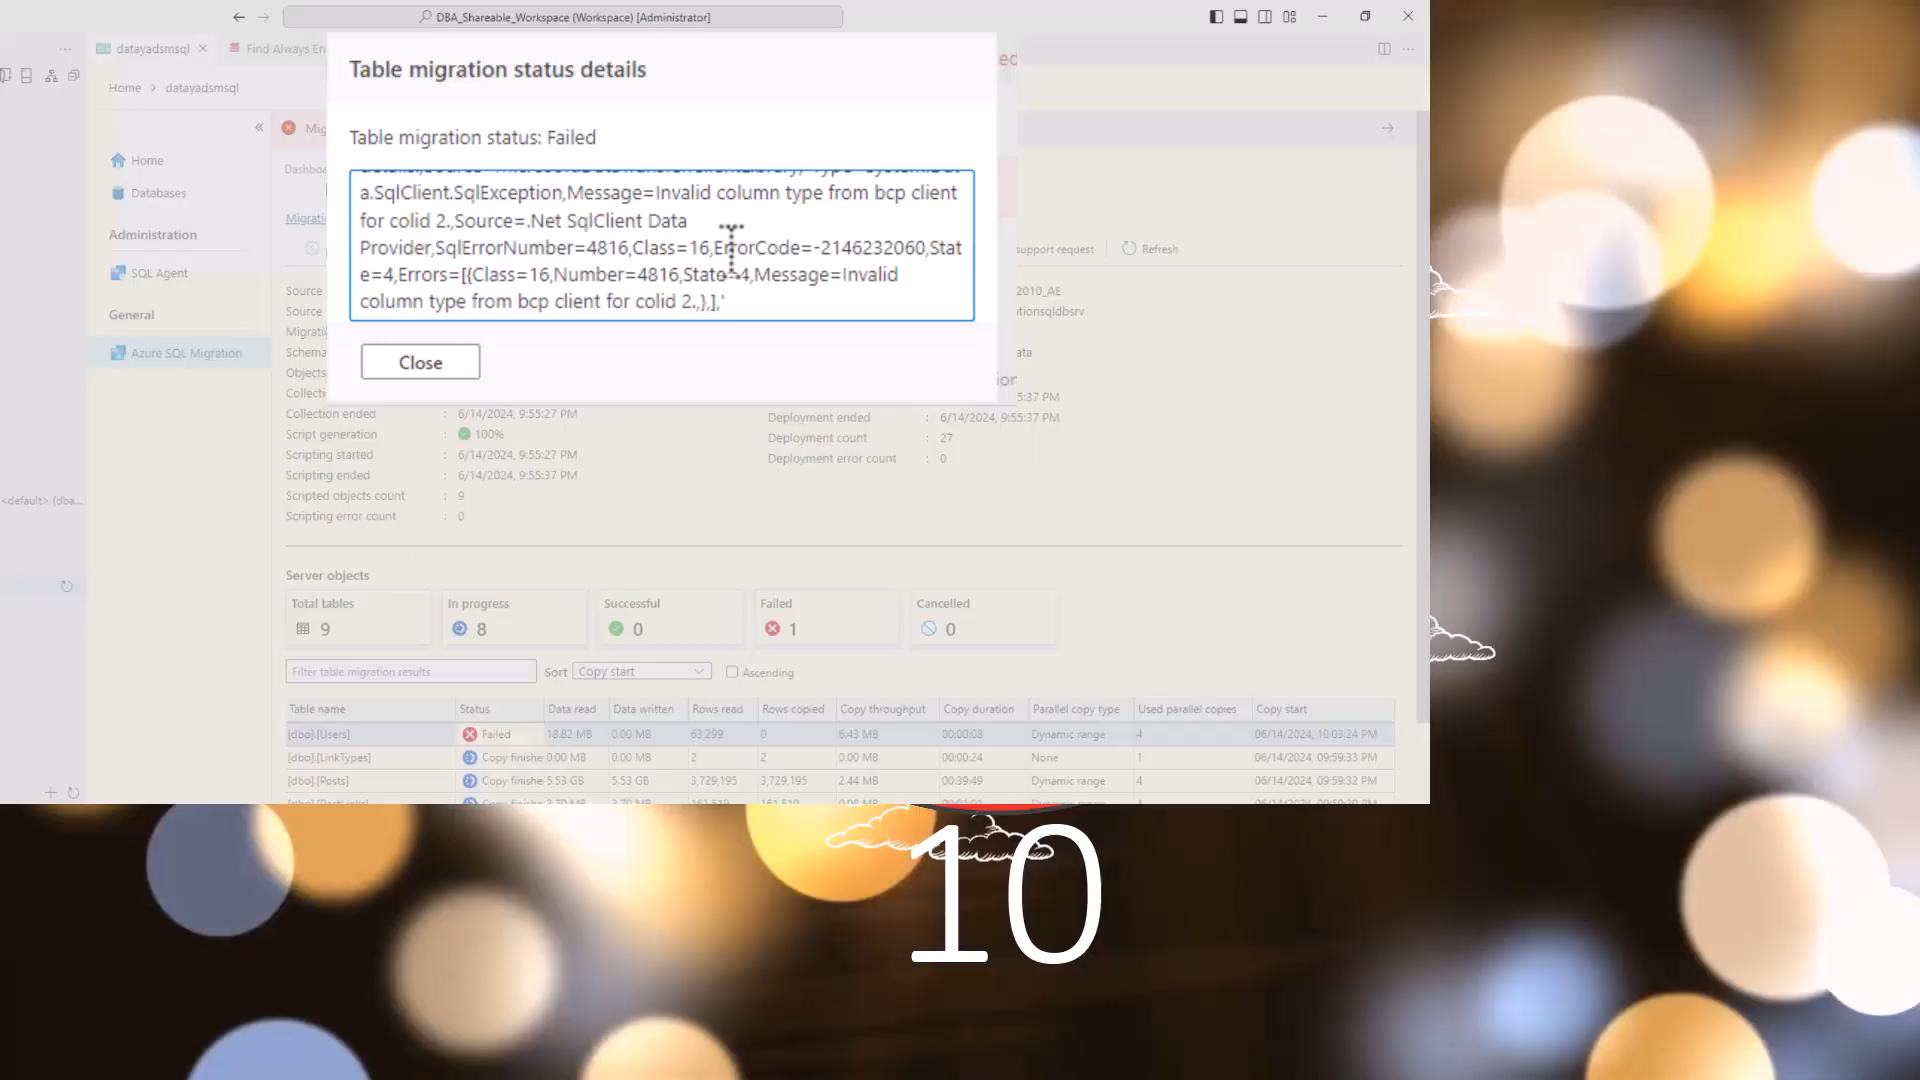 DBA_Shareable_Workspace (Workspace) [Administrator]
datayadsmsql
Find Always En
Home > datayadsmsql
Home
Databases
Administration
SQL Agent
General
Azure SQL Migration
<default> (dba...
Table migration status details
Table migration status: Failed
a.SqlClient.SqlException,Message=Invalid column type from bcp client
for colid 2.,Source=.Net SqlClient Data
Provider,SqlErrorNumber=4816,Class=16,ErrorCode=-2146232060,Stat
e=4,Errors=[{Class=16,Number=4816,State=4,Message=Invalid
column type from bcp client for colid 2.,},],'
Close
Mig
Dashboa
Migration
support request
Refresh
Source
Source
Migrati
Schema
Objects
Collecti
2010_AE
tionsqldbsrv
ata
5:37 PM
Collection ended : 6/14/2024, 9:55:27 PM
Script generation : 100%
Scripting started : 6/14/2024, 9:55:27 PM
Scripting ended : 6/14/2024, 9:55:37 PM
Scripted objects count : 9
Scripting error count : 0
Deployment ended : 6/14/2024, 9:55:37 PM
Deployment count : 27
Deployment error count : 0
Server objects
Total tables In progress Successful Failed Cancelled
9 8 0 1 0
Filter table migration results Sort Copy start Ascending
Table name Status Data read Data written Rows read Rows copied Copy throughput Copy duration Parallel copy type Used parallel copies Copy start
[dbo].[Users] Failed 18.82 MB 0.00 MB 63,299 0 6.43 MB 00:00:08 Dynamic range 4 06/14/2024, 10:03:24 PM
[dbo].[LinkTypes] Copy finishe 0.00 MB 0.00 MB 2 2 0.00 MB 00:00:24 None 1 06/14/2024, 09:59:33 PM
[dbo].[Posts] Copy finishe 5.53 GB 5.53 GB 3,729,195 3,729,195 2.44 MB 00:39:49 Dynamic range 4 06/14/2024, 09:59:32 PM
10